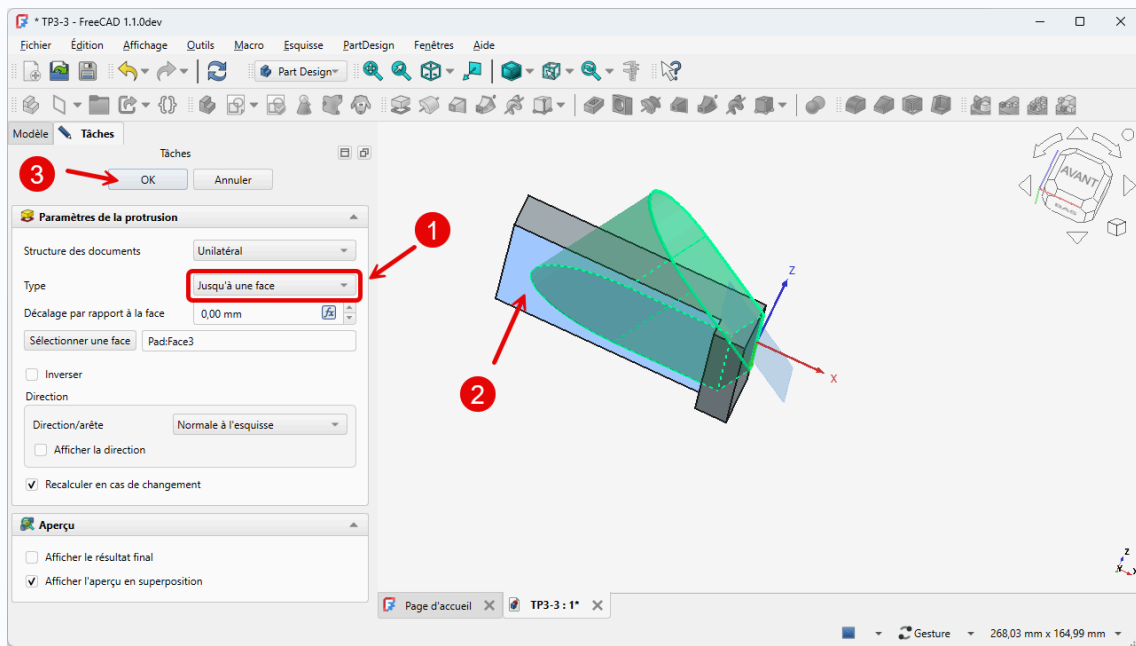 * TP3-3 - FreeCAD 1.1.0dev
Fichier Édition Affichage Outils Macro Esquisse PartDesign Fenêtres Aide
Part Design
Modèle Tâches
Tâches
3 OK Annuler
Paramètres de la protrusion
Structure des documents Unilatéral
1
Type Jusqu'à une face
Décalage par rapport à la face 0,00 mm
Sélectionner une face Pad:Face3
Inverser
Direction
Direction/arête Normale à l'esquisse
Afficher la direction
Recalculer en cas de changement
Aperçu
Afficher le résultat final
Afficher l'aperçu en superposition
2
Z
X
AVANT
BAS
Z
Y
X
Page d'accueil TP3-3 : 1*
Gesture 268,03 mm x 164,99 mm